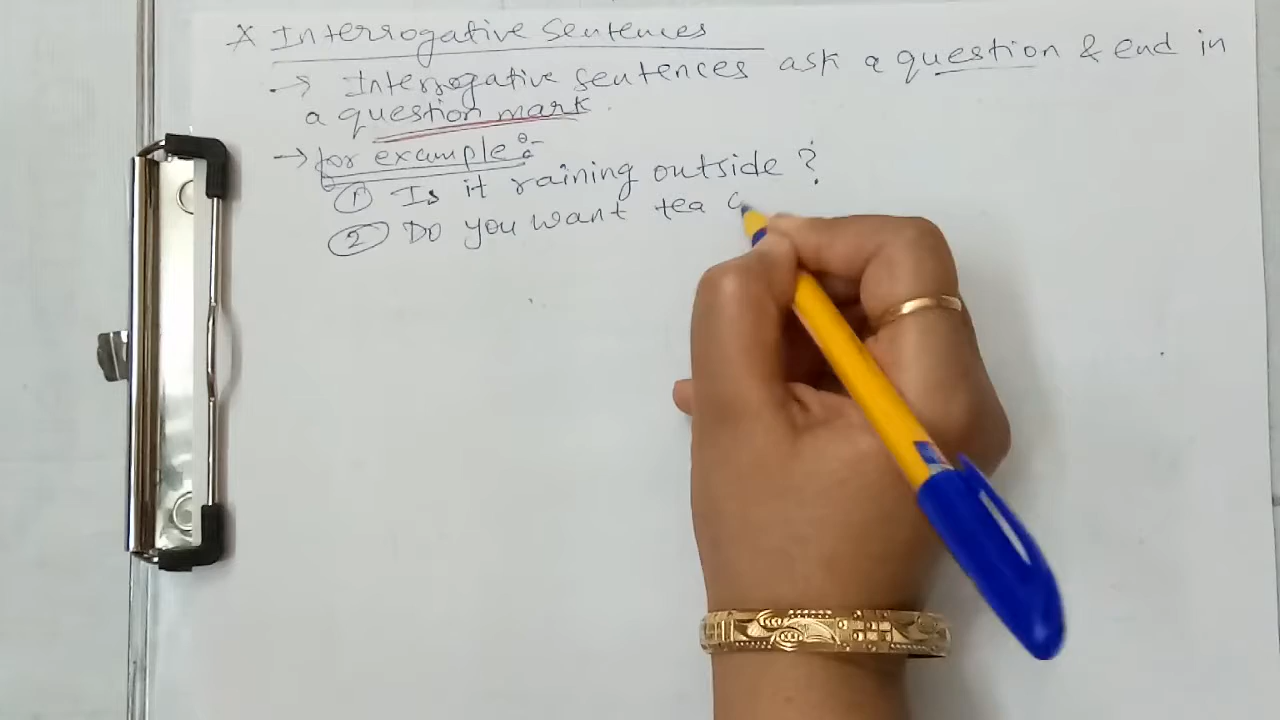 * Interrogative Sentences
→ Interrogative sentences ask a question & end in
a question mark.
→ for example :-
① Is it raining outside ?
② Do you want tea